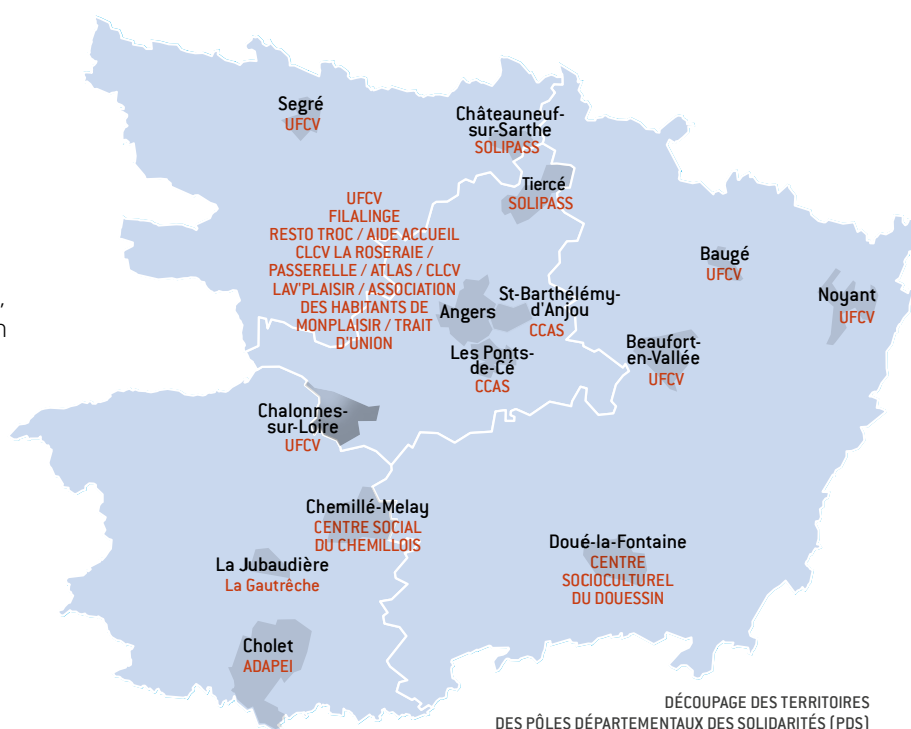 Segré
UFCV
Châteauneuf-
sur-Sarthe
SOLIPASS
Tiercé
SOLIPASS
UFCV
FILALINGE
RESTO TROC / AIDE ACCUEIL
CLCV LA ROSERAIE /
PASSERELLE / ATLAS / CLCV
LAV'PLAISIR / ASSOCIATION
DES HABITANTS DE
MONPLAISIR / TRAIT
D'UNION
Angers
St-Barthélémy-
d'Anjou
CCAS
Les Ponts-
de-Cé
CCAS
Baugé
UFCV
Noyant
UFCV
Beaufort-
en-Vallée
UFCV
Chalonnes-
sur-Loire
UFCV
Chemillé-Melay
CENTRE SOCIAL
DU CHEMILLOIS
La Jubaudière
La Gautrêche
Doué-la-Fontaine
CENTRE
SOCIOCULTUREL
DU DOUESSIN
Cholet
ADAPEI
DÉCOUPAGE DES TERRITOIRES
DES PÔLES DÉPARTEMENTAUX DES SOLIDARITÉS (PDS)